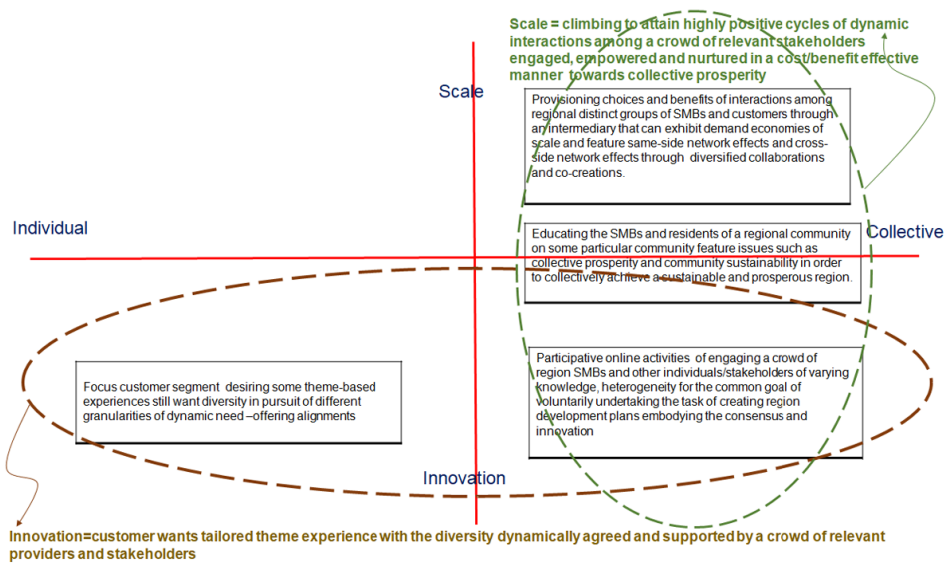 Scale = climbing to attain highly positive cycles of dynamic
interactions among a crowd of relevant stakeholders
engaged, empowered and nurtured in a cost/benefit effective
manner towards collective prosperity
Scale
Provisioning choices and benefits of interactions among
regional distinct groups of SMBs and customers through
an intermediary that can exhibit demand economies of
scale and feature same-side network effects and cross-
side network effects through diversified collaborations
and co-creations.
Individual
Collective
Educating the SMBs and residents of a regional community
on some particular community feature issues such as
collective prosperity and community sustainability in order
to collectively achieve a sustainable and prosperous region.
Focus customer segment desiring some theme-based
experiences still want diversity in pursuit of different
granularities of dynamic need –offering alignments
Participative online activities of engaging a crowd of
region SMBs and other individuals/stakeholders of varying
knowledge, heterogeneity for the common goal of
voluntarily undertaking the task of creating region
development plans embodying the consensus and
innovation
Innovation
Innovation=customer wants tailored theme experience with the diversity dynamically agreed and supported by a crowd of relevant
providers and stakeholders